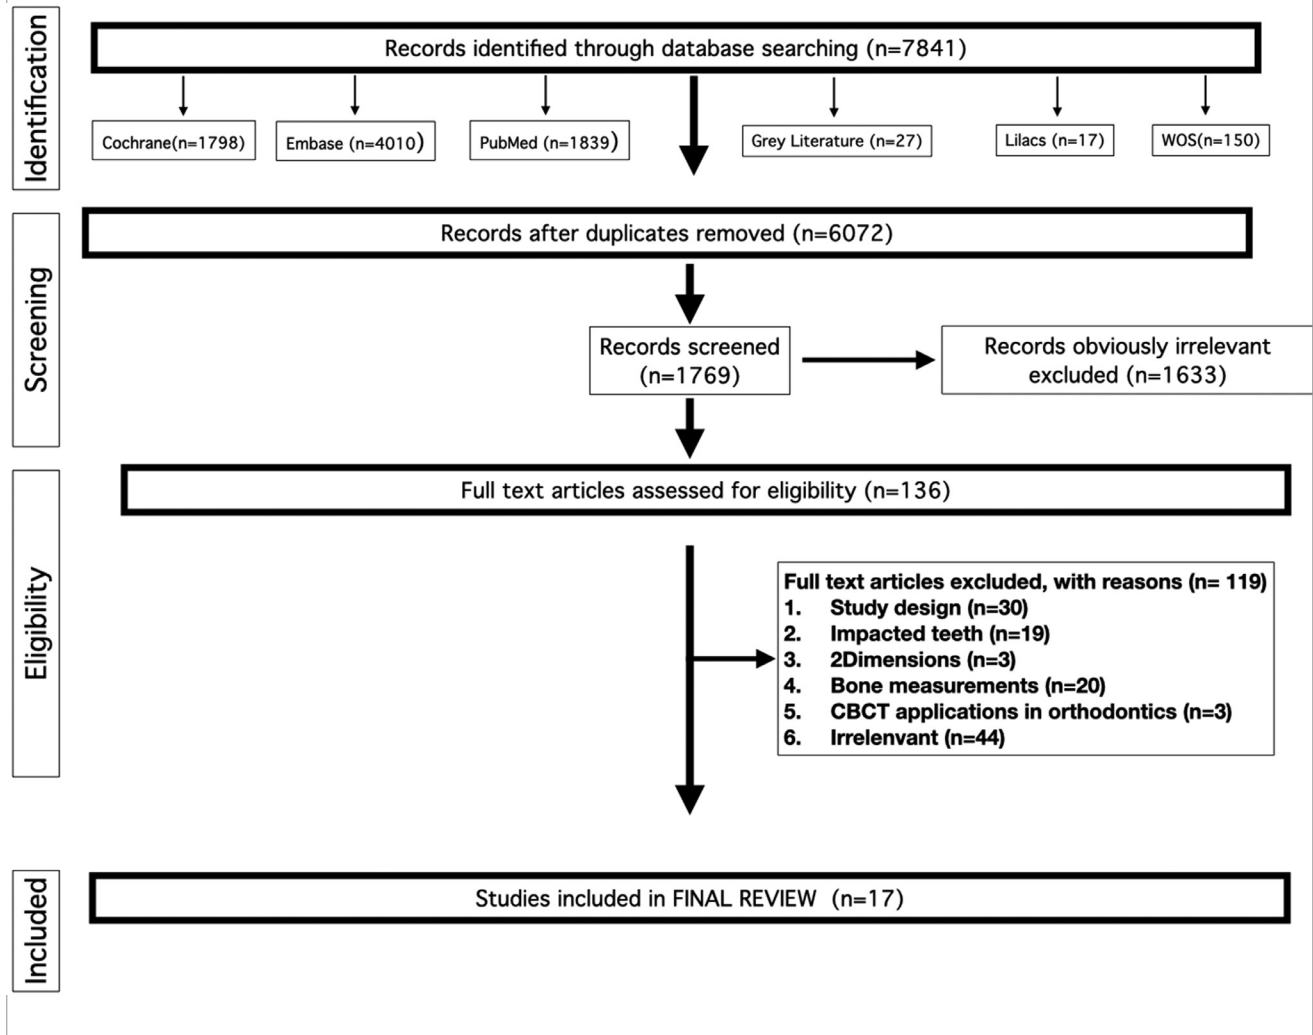 Identification
Records identified through database searching (n=7841)
Cochrane(n=1798)
Embase (n=4010)
PubMed (n=1839)
Grey Literature (n=27)
Lilacs (n=17)
WOS(n=150)
Screening
Records after duplicates removed (n=6072)
Records screened
(n=1769)
Records obviously irrelevant
excluded (n=1633)
Eligibility
Full text articles assessed for eligibility (n=136)
Full text articles excluded, with reasons (n= 119)
1. Study design (n=30)
2. Impacted teeth (n=19)
3. 2Dimensions (n=3)
4. Bone measurements (n=20)
5. CBCT applications in orthodontics (n=3)
6. Irrelenvant (n=44)
Included
Studies included in FINAL REVIEW (n=17)